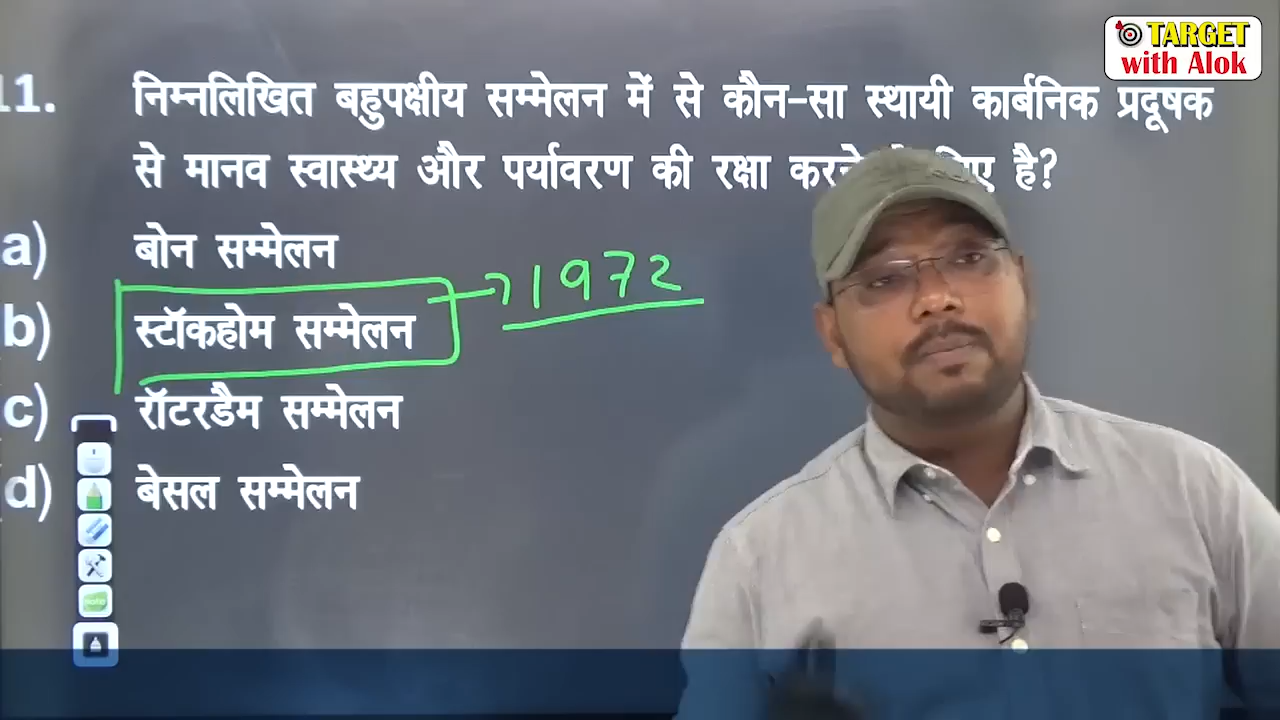 TARGET
with Alok
11. निम्नलिखित बहुपक्षीय सम्मेलन में से कौन-सा स्थायी कार्बनिक प्रदूषक
से मानव स्वास्थ्य और पर्यावरण की रक्षा है?
a) बोन सम्मेलन
b) स्टॉकहोम सम्मेलन → 1972
c) रॉटरडैम सम्मेलन
d) बेसल सम्मेलन